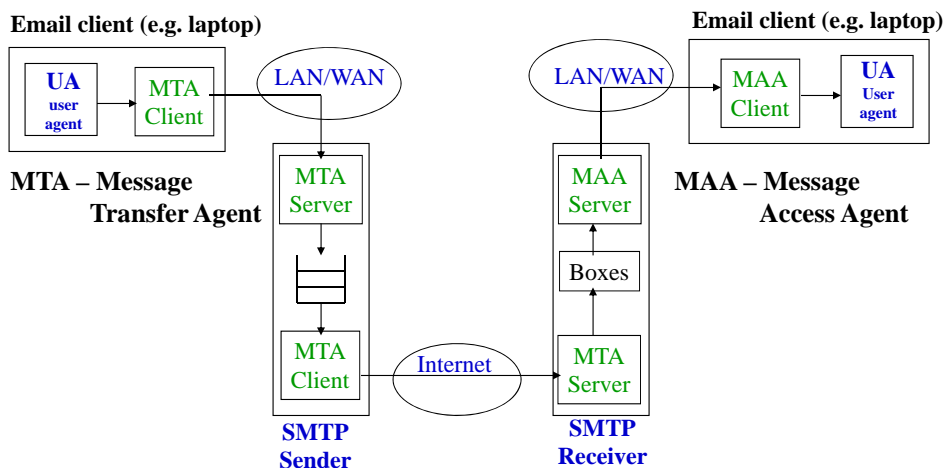 Email client (e.g. laptop)
UA
user
agent
MTA
Client
LAN/WAN
MTA – Message
Transfer Agent
MTA
Server
MTA
Client
SMTP
Sender
Internet
Email client (e.g. laptop)
LAN/WAN
MAA
Client
UA
User
agent
MAA – Message
Access Agent
MAA
Server
Boxes
MTA
Server
SMTP
Receiver